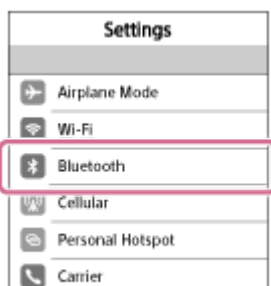 Settings
Airplane Mode
Wi-Fi
Bluetooth
Cellular
Personal Hotspot
Carrier